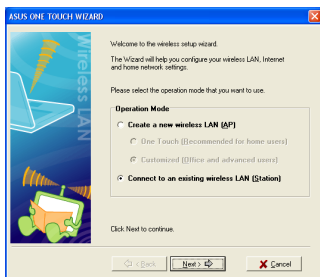 ASUS ONE TOUCH WIZARD
Wireless LAN
Welcome to the wireless setup wizard.
The Wizard will help you configure your wireless LAN, Internet
and home network settings.
Please select the operation mode that you want to use.
Operation Mode
Create a new wireless LAN (AP)
One Touch (Recommended for home users)
Customized (Office and advanced users)
Connect to an existing wireless LAN (Station)
Click Next to continue.
< Back
Next >
Cancel